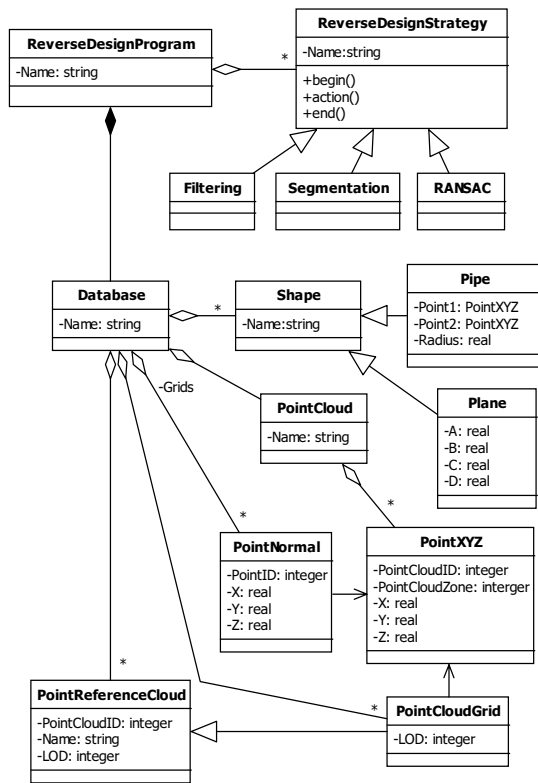 ReverseDesignProgram
-Name: string
*
ReverseDesignStrategy
-Name:string
+begin()
+action()
+end()
Filtering
Segmentation
RANSAC
Database
-Name: string
*
Shape
-Name:string
Pipe
-Point1: PointXYZ
-Point2: PointXYZ
-Radius: real
-Grids
PointCloud
-Name: string
Plane
-A: real
-B: real
-C: real
-D: real
*
*
PointNormal
-PointID: integer
-X: real
-Y: real
-Z: real
PointXYZ
-PointCloudID: integer
-PointCloudZone: interger
-X: real
-Y: real
-Z: real
*
PointReferenceCloud
-PointCloudID: integer
-Name: string
-LOD: integer
*
PointCloudGrid
-LOD: integer